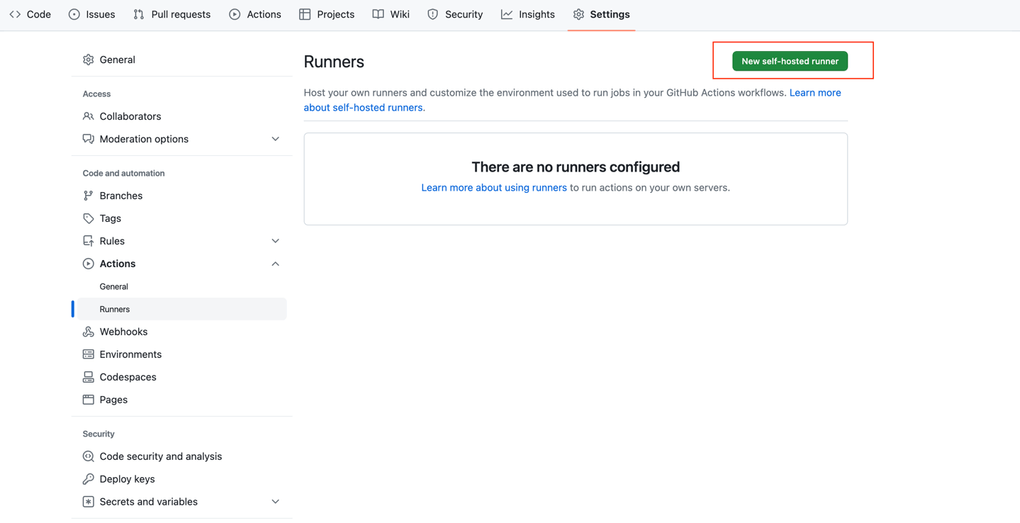 Code Issues Pull requests Actions Projects Wiki Security Insights Settings
General
Access
Collaborators
Moderation options
Code and automation
Branches
Tags
Rules
Actions
General
Runners
Webhooks
Environments
Codespaces
Pages
Security
Code security and analysis
Deploy keys
Secrets and variables
Runners
New self-hosted runner
Host your own runners and customize the environment used to run jobs in your GitHub Actions workflows. Learn more
about self-hosted runners.
There are no runners configured
Learn more about using runners to run actions on your own servers.